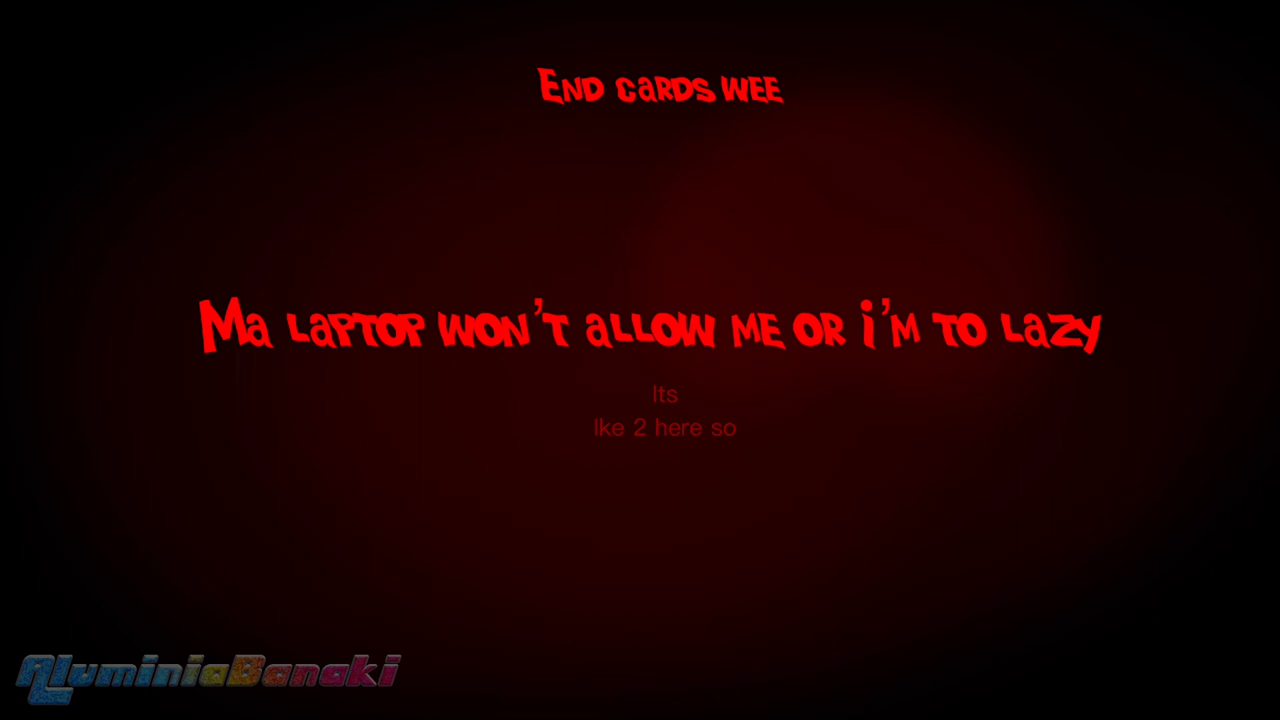 End cards wee
Ma laptop won't allow me or i'm to lazy
Its
lke 2 here so
AluminiaBanaki